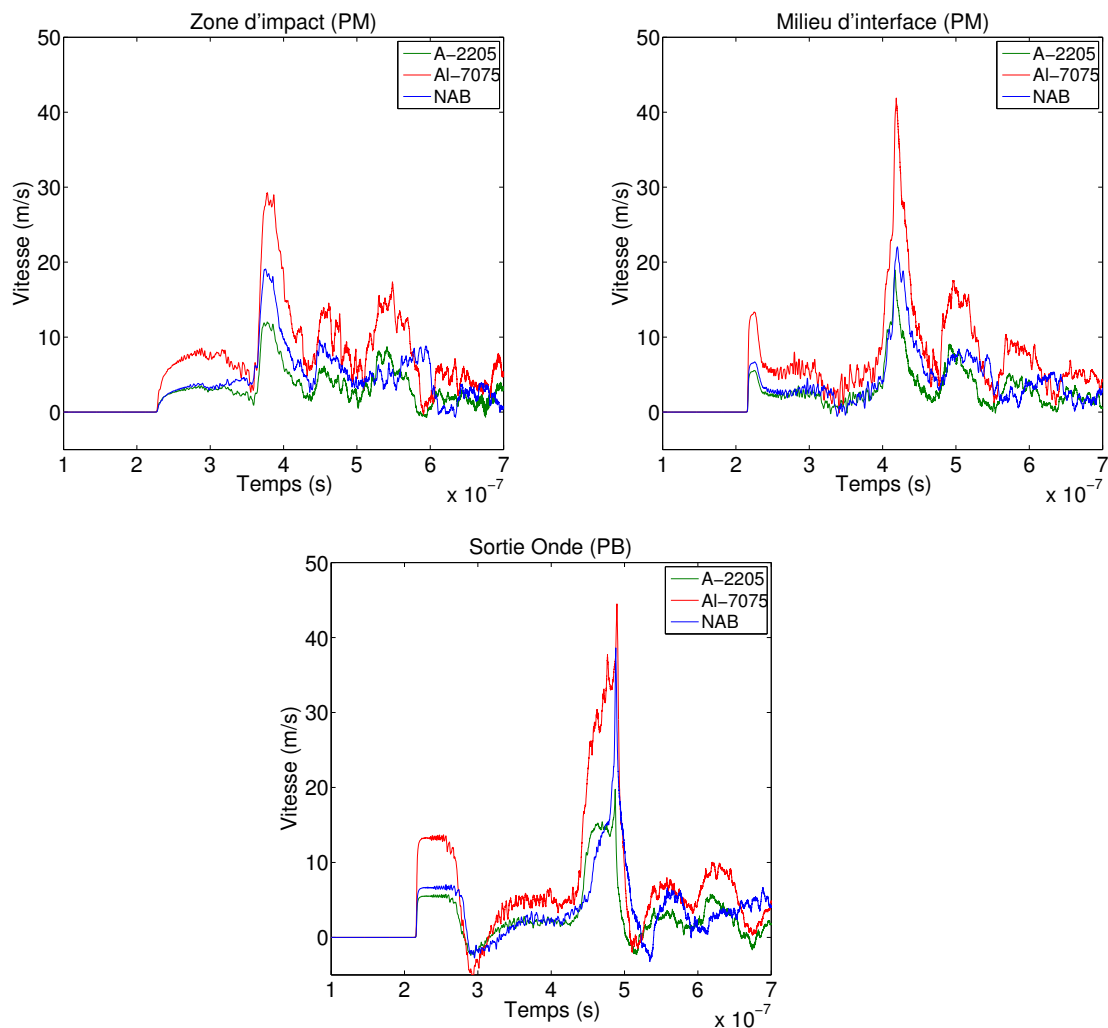 Zone d'impact (PM)
50
40
30
20
10
0
Vitesse (m/s)
A−2205
Al−7075
NAB
1 2 3 4 5 6 7
Temps (s)
x 10−7
Milieu d'interface (PM)
50
40
30
20
10
0
Vitesse (m/s)
A−2205
Al−7075
NAB
1 2 3 4 5 6 7
Temps (s)
x 10−7
Sortie Onde (PB)
50
40
30
20
10
0
Vitesse (m/s)
A−2205
Al−7075
NAB
1 2 3 4 5 6 7
Temps (s)
x 10−7